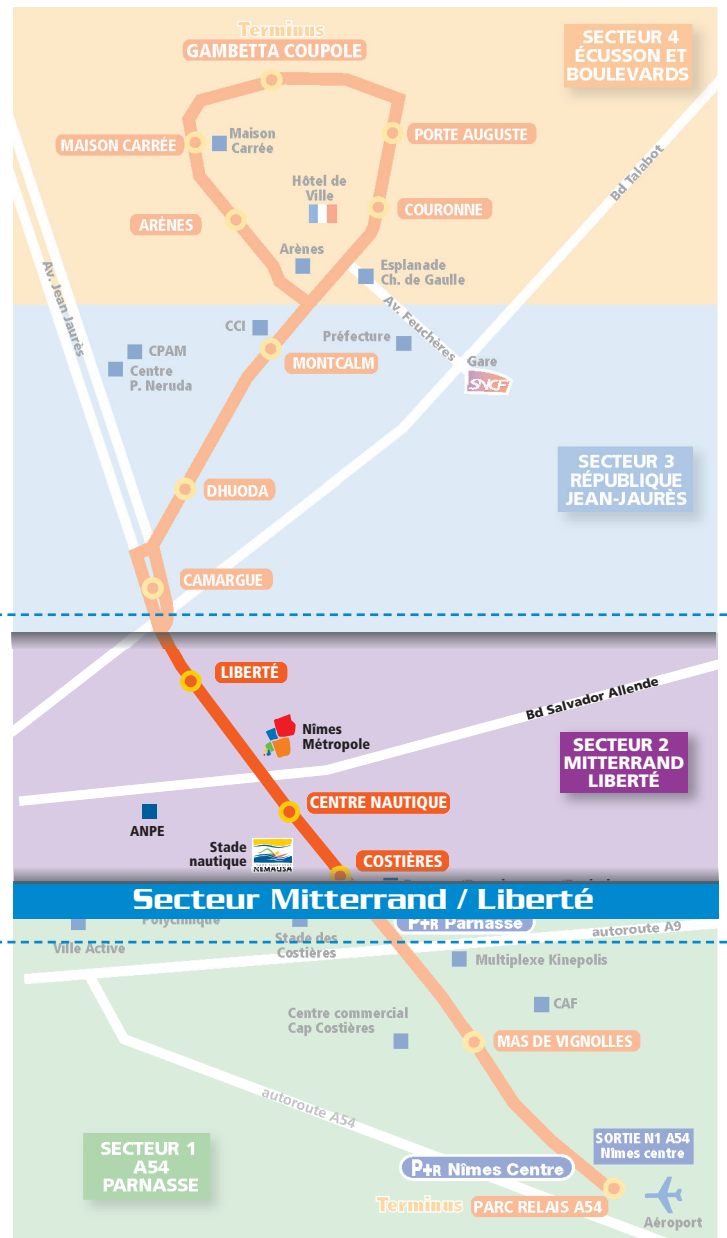 Terminus
GAMBETTA COUPOLE
SECTEUR 4
ÉCUSSON ET
BOULEVARDS
MAISON CARRÉE
Maison
Carrée
PORTE AUGUSTE
Bd Talabot
Hôtel de
Ville
COURONNE
ARÈNES
Arènes
Esplanade
Ch. de Gaulle
Av. Jean Jaurès
Av. Feuchères
CCI
Préfecture
CPAM
MONTCALM
Gare
SNCF
Centre
P. Neruda
SECTEUR 3
RÉPUBLIQUE
JEAN-JAURÈS
DHUODA
CAMARGUE
LIBERTÉ
Bd Salvador Allende
Nîmes
Métropole
SECTEUR 2
MITTERRAND
LIBERTÉ
CENTRE NAUTIQUE
ANPE
Stade
nautique
NEMAUSA
COSTIÈRES
Secteur Mitterrand / Liberté
Polyclinique
P+R Parnasse
Ville Active
Stade des
Costières
autoroute A9
Multiplexe Kinepolis
CAF
Centre commercial
Cap Costières
MAS DE VIGNOLLES
autoroute A54
SECTEUR 1
A54
PARNASSE
SORTIE N1 A54
Nîmes centre
P+R Nîmes Centre
Terminus
PARC RELAIS A54
Aéroport